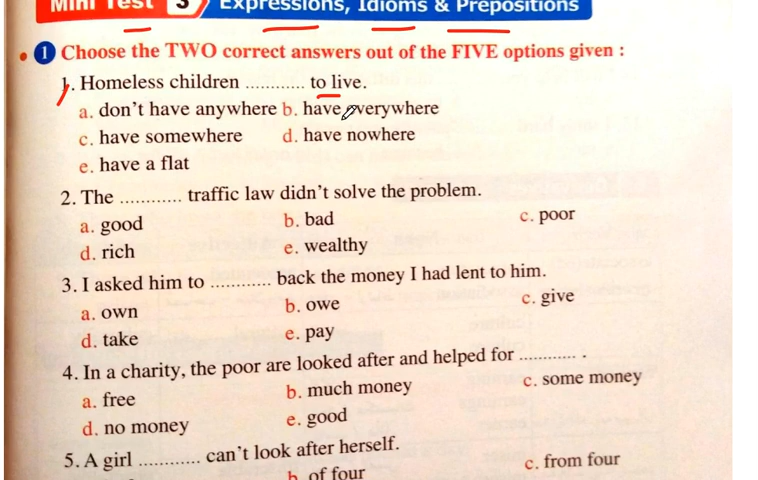 Mini Test 3 Expressions, Idioms & Prepositions
1 Choose the TWO correct answers out of the FIVE options given :
1. Homeless children ............ to live.
a. don't have anywhere b. have everywhere
c. have somewhere d. have nowhere
e. have a flat
2. The ............ traffic law didn't solve the problem.
a. good b. bad c. poor
d. rich e. wealthy
3. I asked him to ............ back the money I had lent to him.
a. own b. owe c. give
d. take e. pay
4. In a charity, the poor are looked after and helped for ............ .
a. free b. much money c. some money
d. no money e. good
5. A girl ............ can't look after herself.
b. of four c. from four